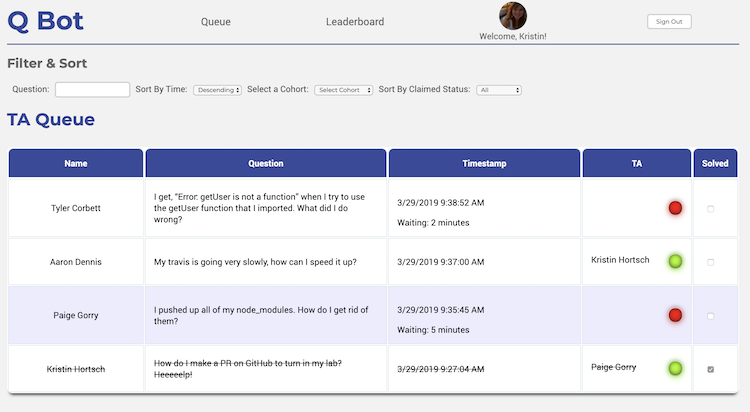 Q Bot
Queue
Leaderboard
Welcome, Kristin!
Sign Out
Filter & Sort
Question: Sort By Time: Descending Select a Cohort: Select Cohort Sort By Claimed Status: All
TA Queue
Name Question Timestamp TA Solved
Tyler Corbett
I get, “Error: getUser is not a function” when I try to use
the getUser function that I imported. What did I do
wrong?
3/29/2019 9:38:52 AM
Waiting: 2 minutes
Aaron Dennis
My travis is going very slowly, how can I speed it up?
3/29/2019 9:37:00 AM
Kristin Hortsch
Paige Gorry
I pushed up all of my node_modules. How do I get rid of
them?
3/29/2019 9:35:45 AM
Waiting: 5 minutes
Kristin Hortsch
How do I make a PR on GitHub to turn in my lab?
Heeeeelp!
3/29/2019 9:27:04 AM
Paige Gorry